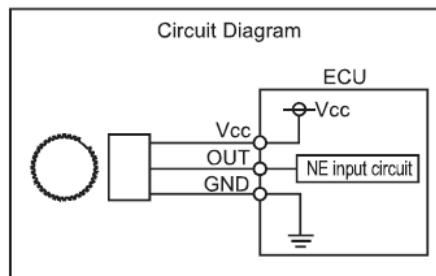 Circuit Diagram
ECU
Vcc
Vcc
OUT
NE input circuit
GND